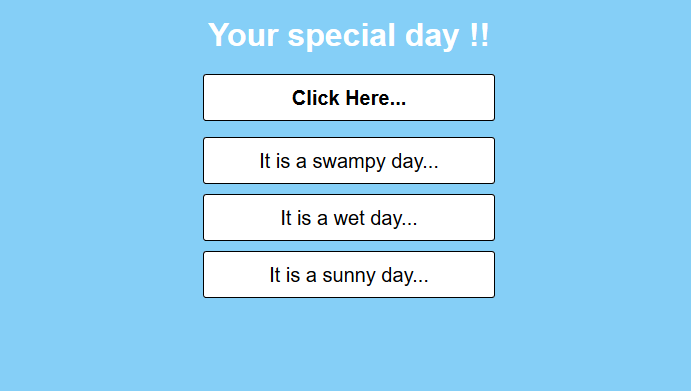 Your special day !!
Click Here...
It is a swampy day...
It is a wet day...
It is a sunny day...